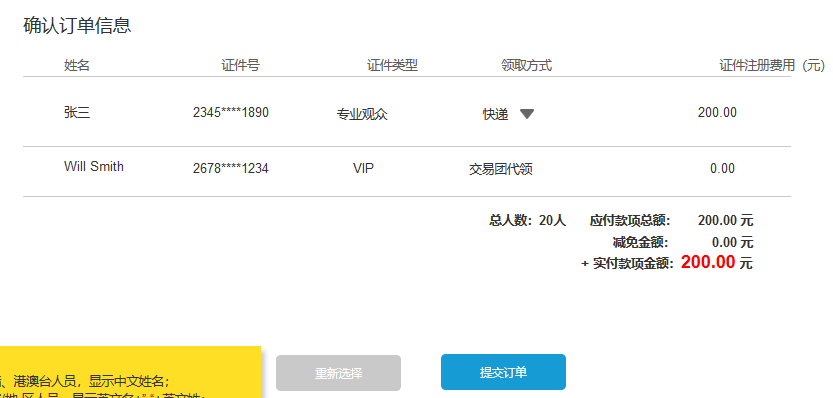 确认订单信息
姓名 证件号 证件类型 领取方式 证件注册费用（元)
张三 2345****1890 专业观众 快递 200.00
Will Smith 2678****1234 VIP 交易团代领 0.00
总人数：20人 应付款项总额： 200.00 元
减免金额： 0.00 元
+ 实付款项金额：200.00 元
重新选择 提交订单
、港澳台人员，显示中文姓名；